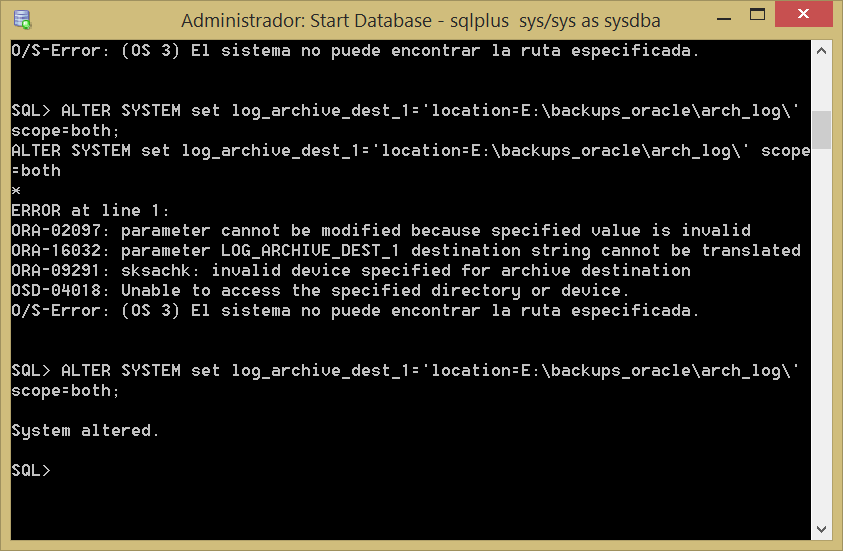 Administrador: Start Database - sqlplus  sys/sys as sysdba
O/S-Error: (OS 3) El sistema no puede encontrar la ruta especificada.
SQL> ALTER SYSTEM set log_archive_dest_1='location=E:\backups_oracle\arch_log\'
scope=both;
ALTER SYSTEM set log_archive_dest_1='location=E:\backups_oracle\arch_log\' scope
=both
*
ERROR at line 1:
ORA-02097: parameter cannot be modified because specified value is invalid
ORA-16032: parameter LOG_ARCHIVE_DEST_1 destination string cannot be translated
ORA-09291: sksachk: invalid device specified for archive destination
OSD-04018: Unable to access the specified directory or device.
O/S-Error: (OS 3) El sistema no puede encontrar la ruta especificada.
SQL> ALTER SYSTEM set log_archive_dest_1='location=E:\backups_oracle\arch_log\'
scope=both;
System altered.
SQL>